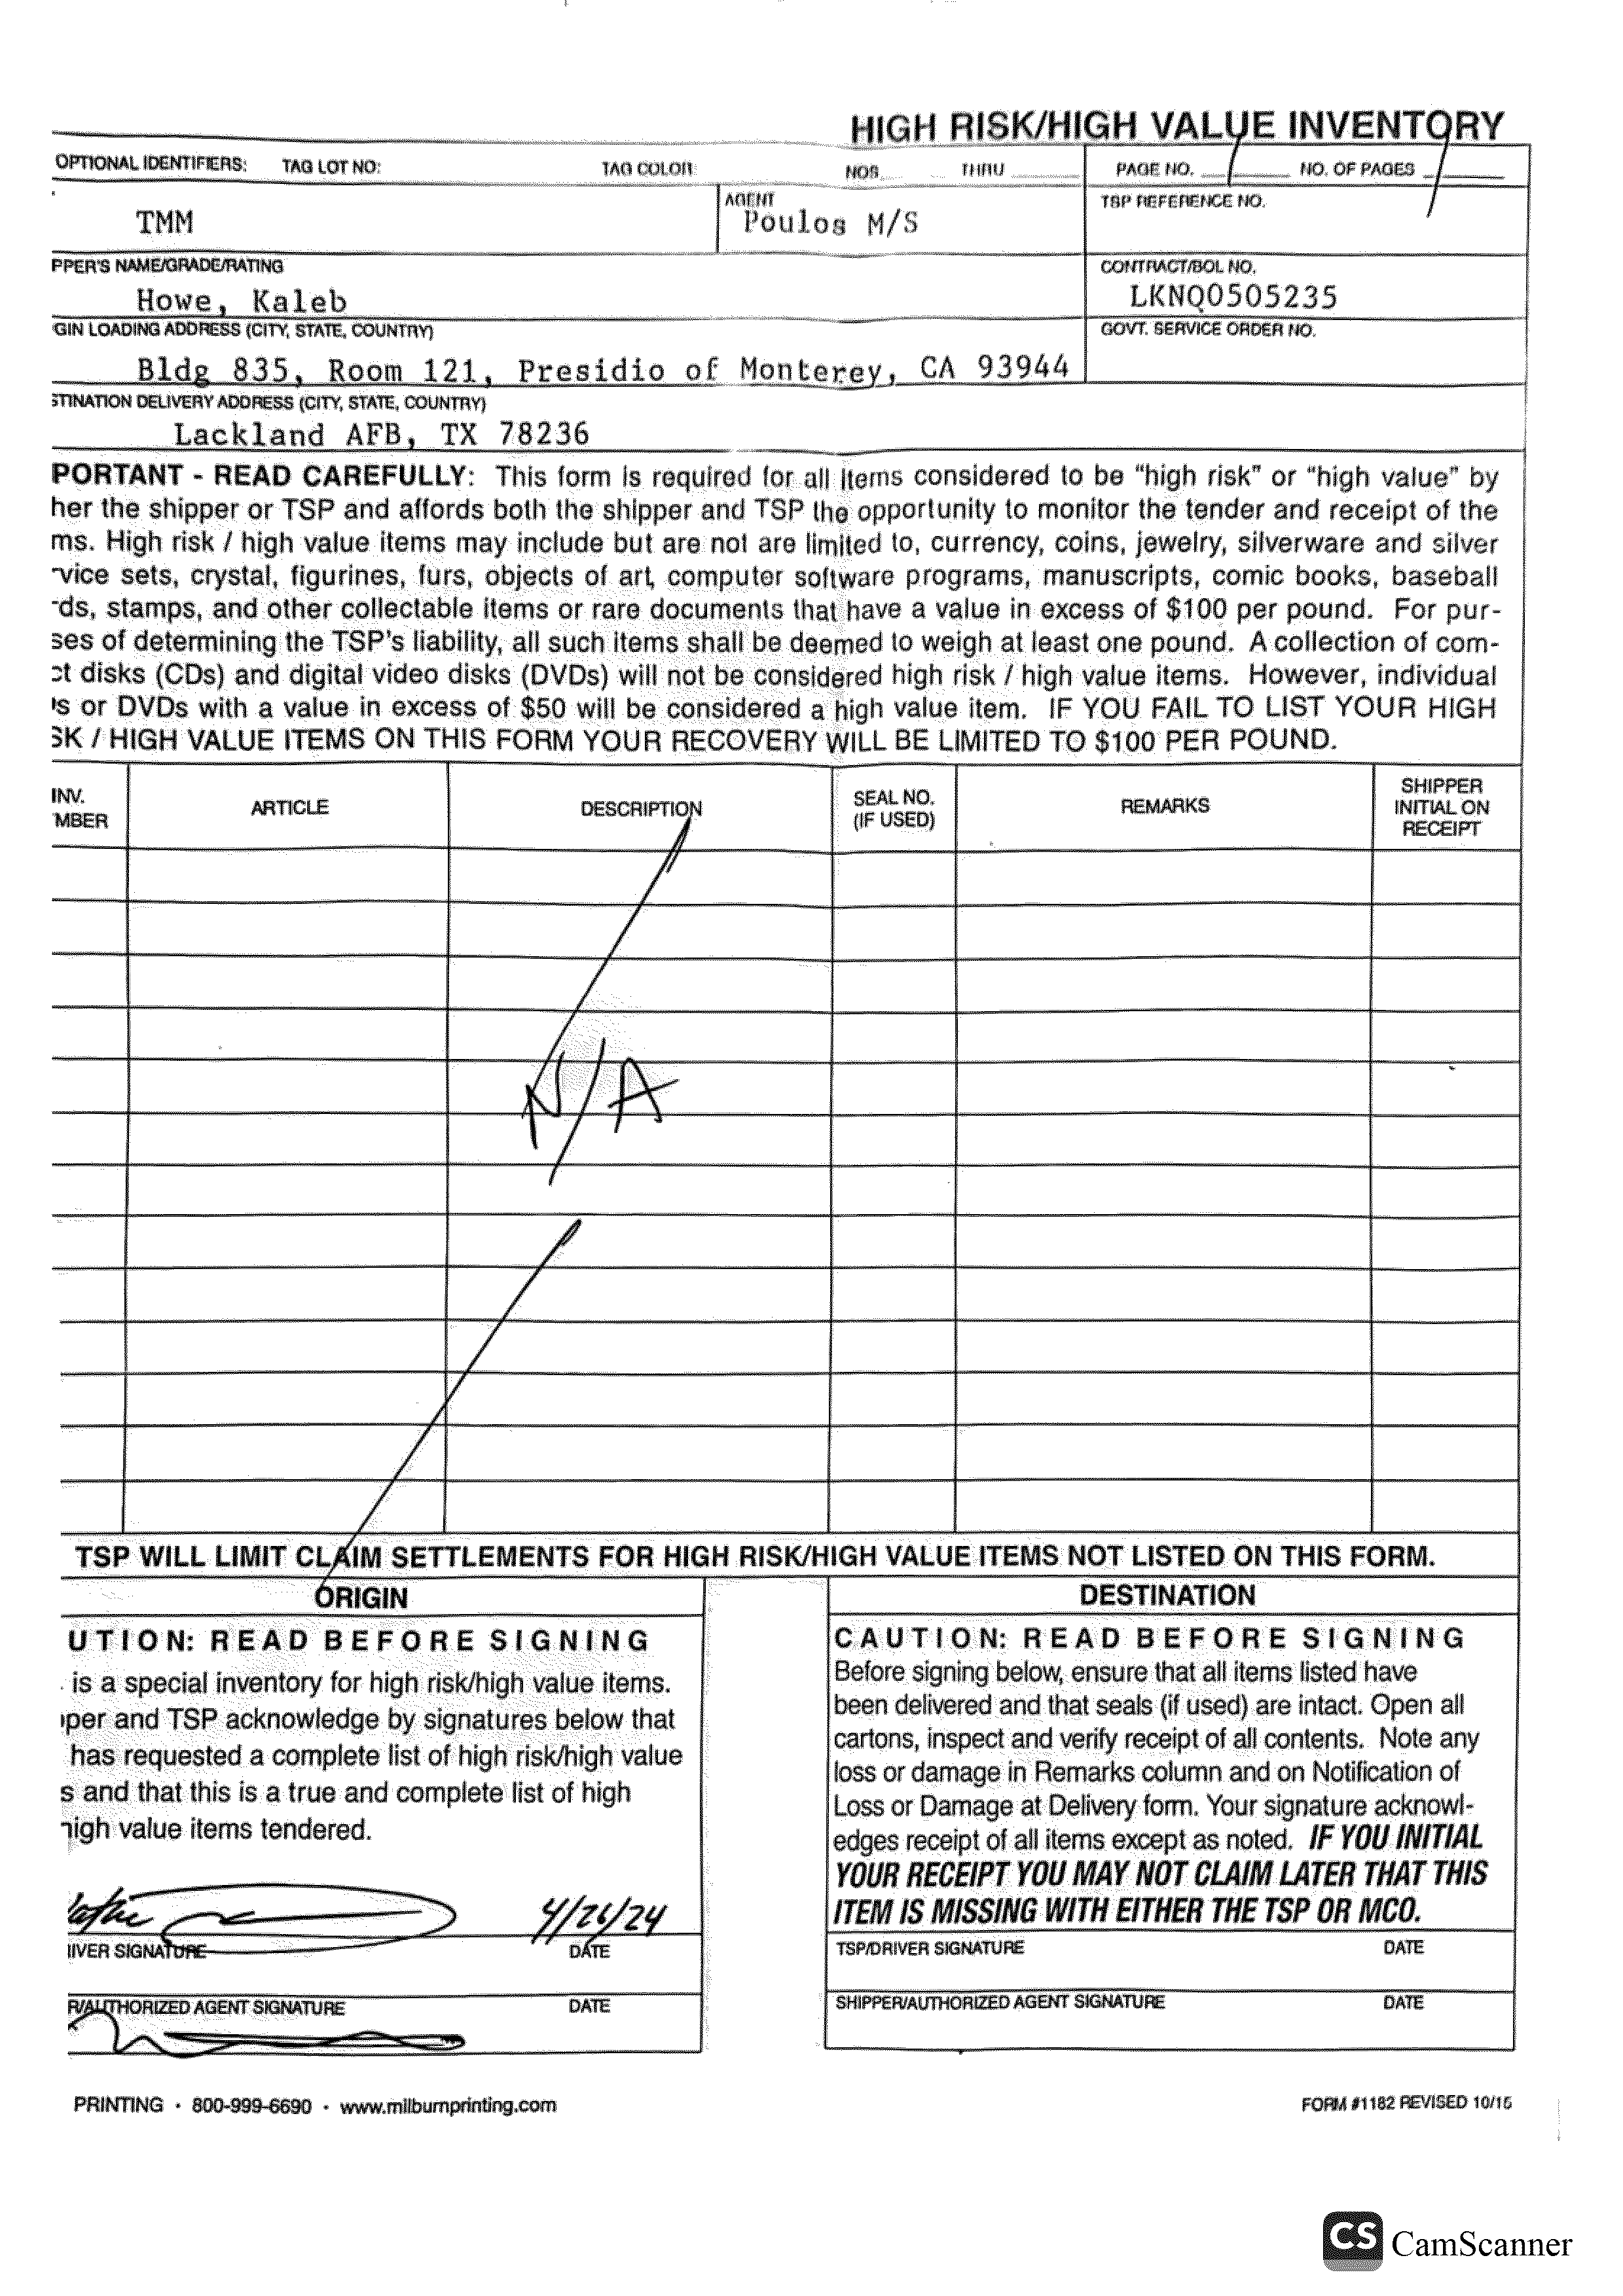 HIGH RISK/HIGH VALUE INVENTORY
OPTIONAL IDENTIFIERS: TAG LOT NO: TAG COLOR: NOS. THRU PAGE NO. 1 NO. OF PAGES 1
TMM
AGENT
Poulos M/S
TSP REFERENCE NO.
PPER'S NAME/GRADE/RATING
Howe, Kaleb
CONTRACT/BOL NO.
LKNQ0505235
GIN LOADING ADDRESS (CITY, STATE, COUNTRY)
Bldg 835, Room 121, Presidio of Monterey, CA 93944
GOVT. SERVICE ORDER NO.
STINATION DELIVERY ADDRESS (CITY, STATE, COUNTRY)
Lackland AFB, TX 78236
PORTANT - READ CAREFULLY: This form is required for all items considered to be "high risk" or "high value" by
her the shipper or TSP and affords both the shipper and TSP the opportunity to monitor the tender and receipt of the
ms. High risk / high value items may include but are not are limited to, currency, coins, jewelry, silverware and silver
vice sets, crystal, figurines, furs, objects of art, computer software programs, manuscripts, comic books, baseball
ds, stamps, and other collectable items or rare documents that have a value in excess of $100 per pound. For pur-
ses of determining the TSP's liability, all such items shall be deemed to weigh at least one pound. A collection of com-
ct disks (CDs) and digital video disks (DVDs) will not be considered high risk / high value items. However, individual
's or DVDs with a value in excess of $50 will be considered a high value item. IF YOU FAIL TO LIST YOUR HIGH
SK / HIGH VALUE ITEMS ON THIS FORM YOUR RECOVERY WILL BE LIMITED TO $100 PER POUND.
INV.
MBER
ARTICLE
DESCRIPTION
SEAL NO.
(IF USED)
REMARKS
SHIPPER
INITIAL ON
RECEIPT
N/A
TSP WILL LIMIT CLAIM SETTLEMENTS FOR HIGH RISK/HIGH VALUE ITEMS NOT LISTED ON THIS FORM.
ORIGIN
UTION: READ BEFORE SIGNING
is a special inventory for high risk/high value items.
per and TSP acknowledge by signatures below that
has requested a complete list of high risk/high value
s and that this is a true and complete list of high
high value items tendered.
4/26/24
IVER SIGNATURE DATE
R/AUTHORIZED AGENT SIGNATURE DATE
DESTINATION
CAUTION: READ BEFORE SIGNING
Before signing below, ensure that all items listed have
been delivered and that seals (if used) are intact. Open all
cartons, inspect and verify receipt of all contents. Note any
loss or damage in Remarks column and on Notification of
Loss or Damage at Delivery form. Your signature acknowl-
edges receipt of all items except as noted. IF YOU INITIAL
YOUR RECEIPT YOU MAY NOT CLAIM LATER THAT THIS
ITEM IS MISSING WITH EITHER THE TSP OR MCO.
TSP/DRIVER SIGNATURE DATE
SHIPPER/AUTHORIZED AGENT SIGNATURE DATE
PRINTING • 800-999-6690 • www.milburnprinting.com
FORM #1182 REVISED 10/15
CS CamScanner